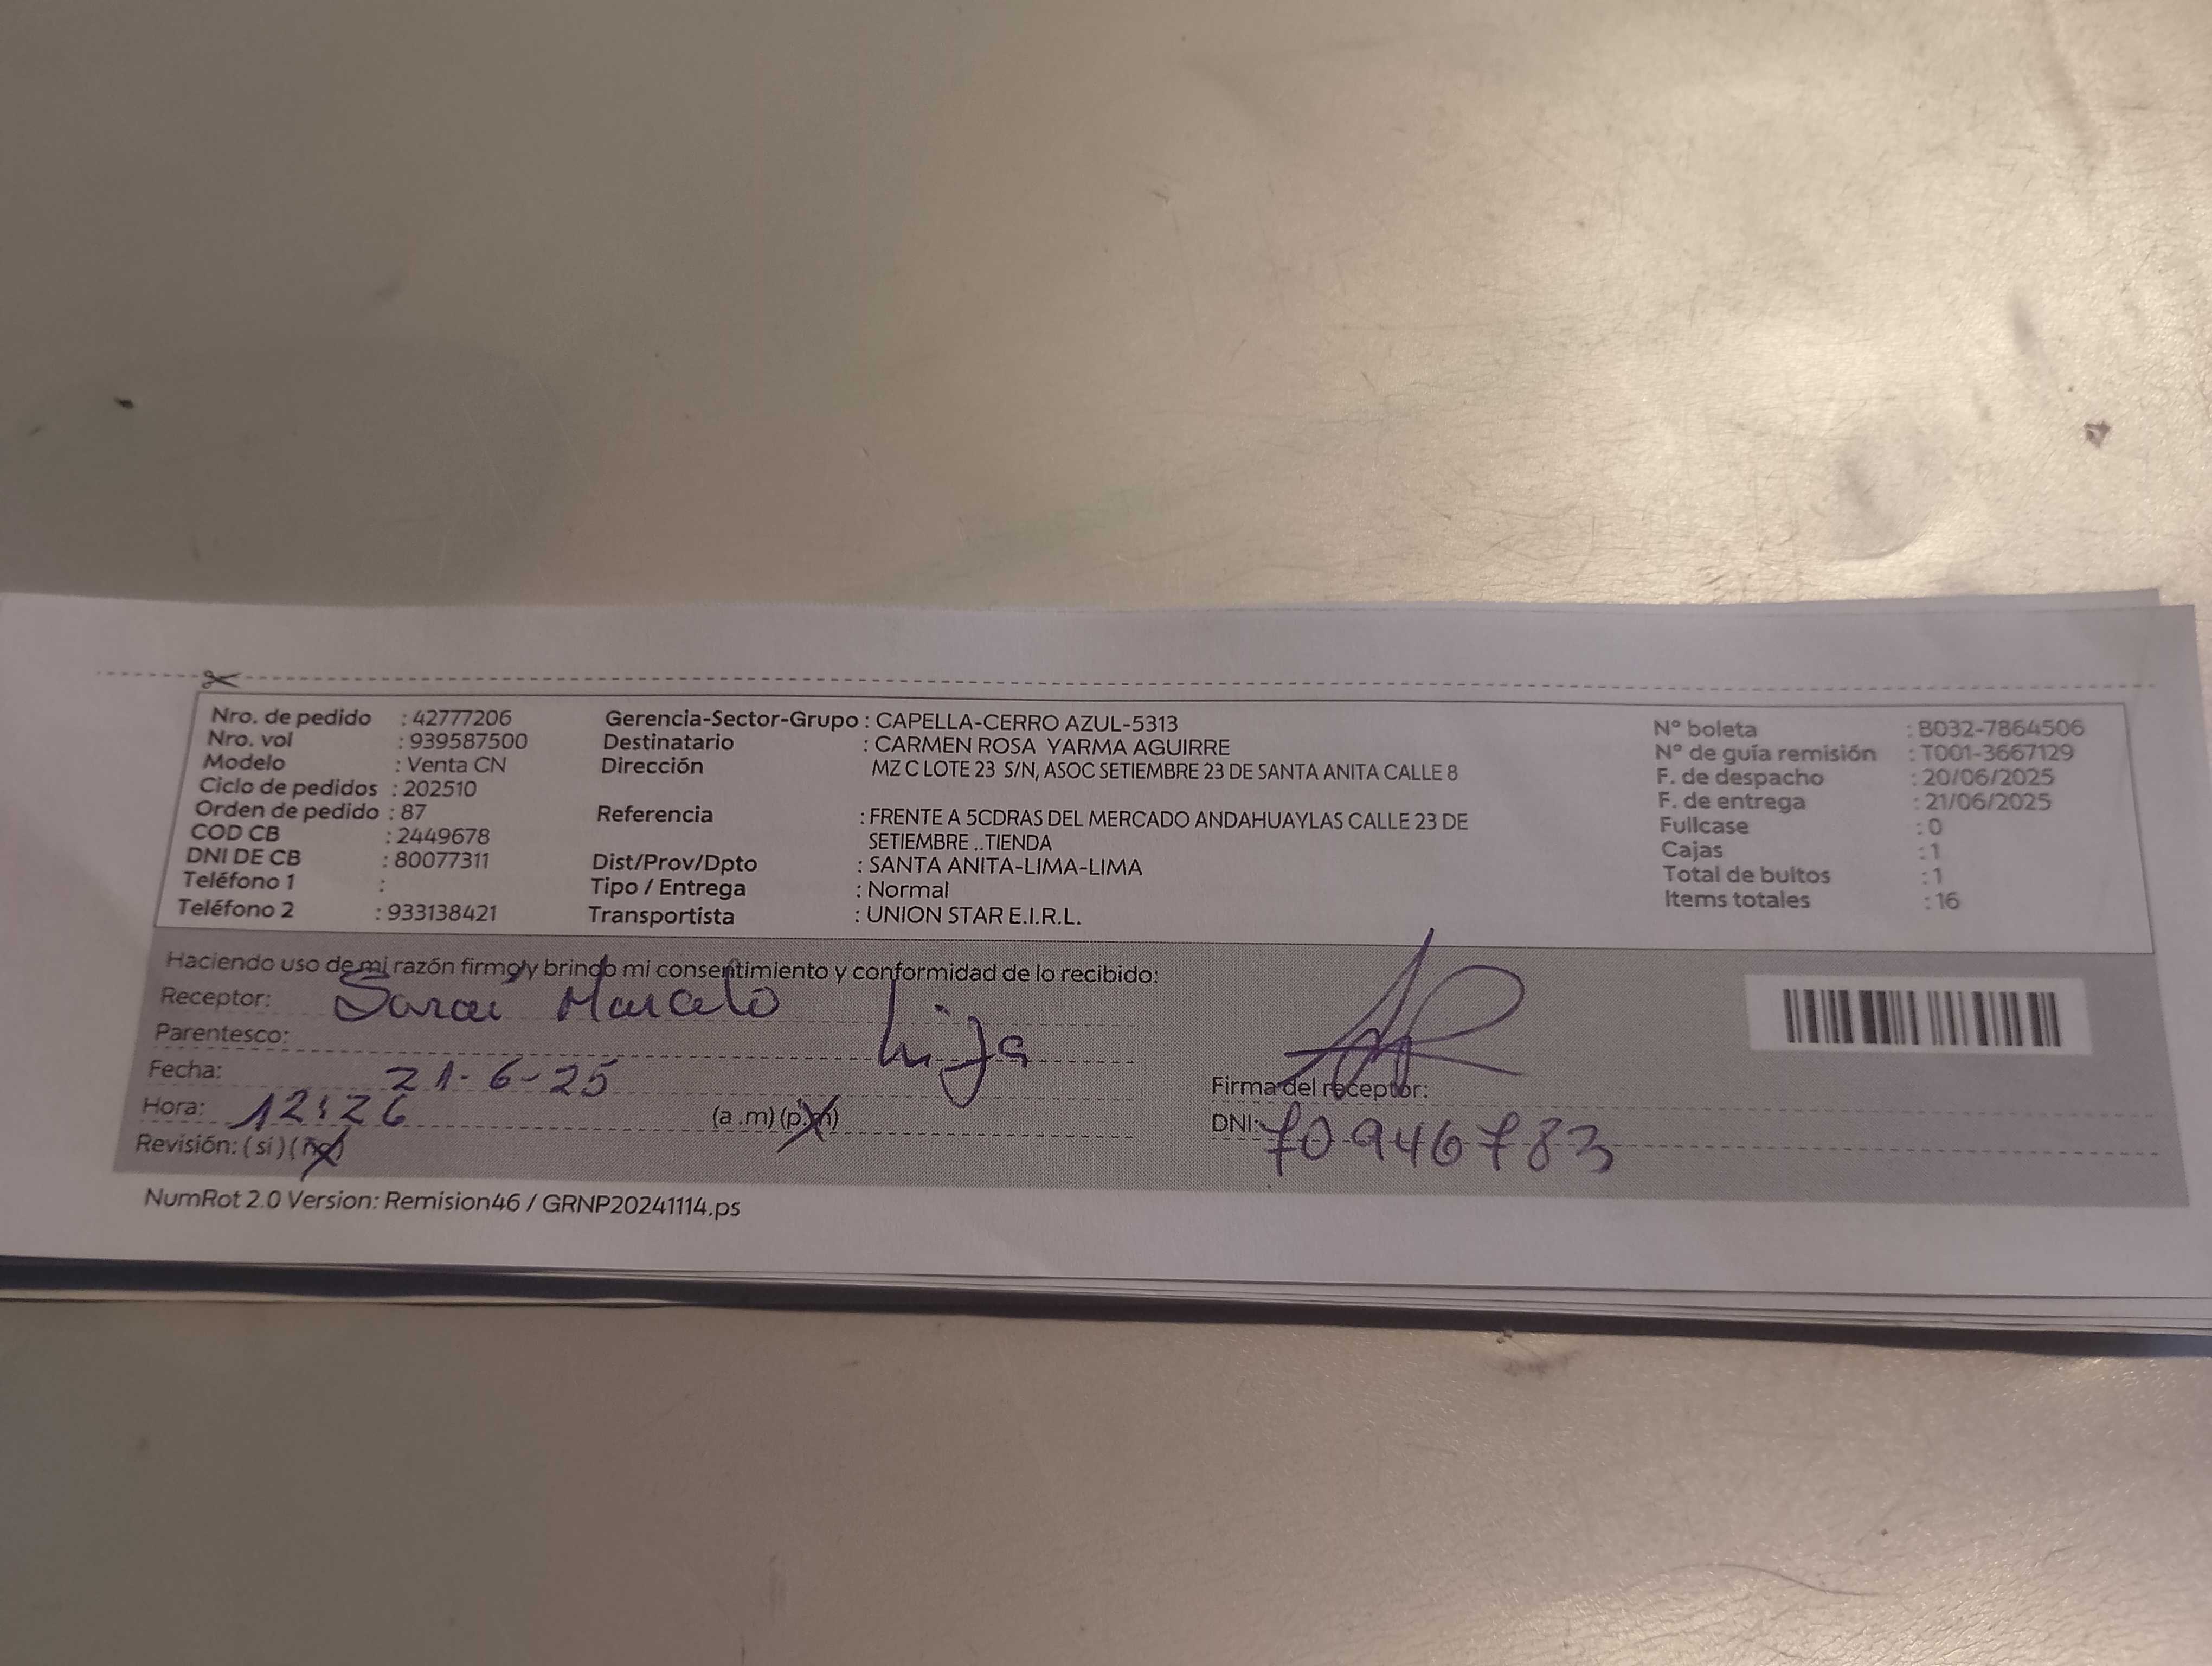 Nro. de pedido : 42777206
Nro. vol : 939587500
Modelo : Venta CN
Ciclo de pedidos : 202510
Orden de pedido : 87
COD CB : 2449678
DNI DE CB : 80077311
Teléfono 1 :
Teléfono 2 : 933138421
Gerencia-Sector-Grupo : CAPELLA-CERRO AZUL-5313
Destinatario : CARMEN ROSA YARMA AGUIRRE
Dirección MZ C LOTE 23 S/N, ASOC SETIEMBRE 23 DE SANTA ANITA CALLE 8
Referencia : FRENTE A 5CDRAS DEL MERCADO ANDAHUAYLAS CALLE 23 DE
SETIEMBRE ..TIENDA
Dist/Prov/Dpto : SANTA ANITA-LIMA-LIMA
Tipo / Entrega : Normal
Transportista : UNION STAR E.I.R.L.
Nº boleta : B032-7864506
Nº de guía remisión : T001-3667129
F. de despacho : 20/06/2025
F. de entrega : 21/06/2025
Fullcase : 0
Cajas : 1
Total de bultos : 1
Items totales : 16
Haciendo uso de mi razón firmo y brindo mi consentimiento y conformidad de lo recibido:
Receptor: Sarai Marcelo
Parentesco: hija
Fecha: 21-6-25
Hora: 12:26 (a .m) (p.m)
Revisión: (si) (no)
Firma del receptor:
DNI: 70946783
NumRot 2.0 Version: Remision46 / GRNP20241114.ps